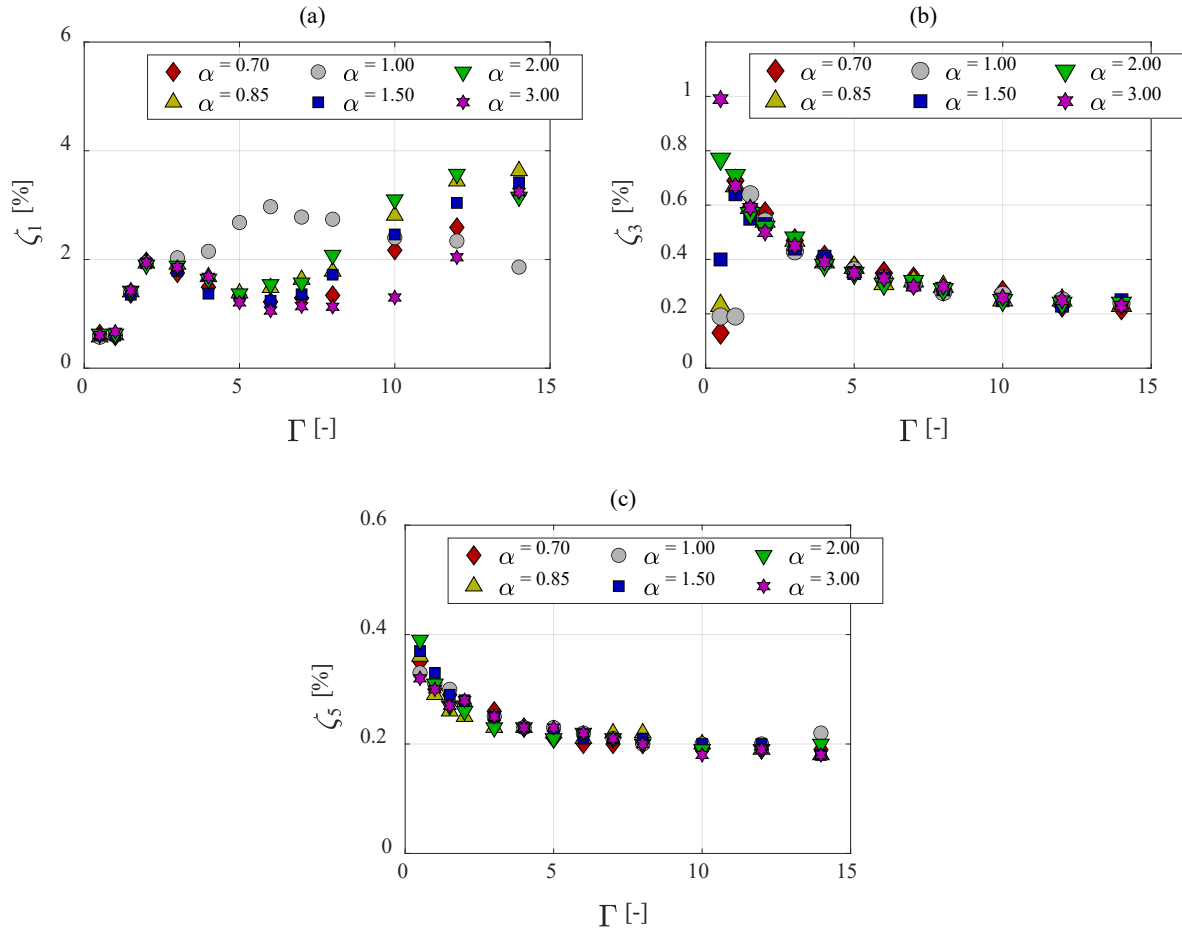 (a)
6
4
2
0
ζ₁ [%]
α = 0.70
α = 1.00
α = 2.00
α = 0.85
α = 1.50
α = 3.00
0 5 10 15
Γ [-]
(b)
1
0.8
0.6
0.4
0.2
0
ζ₃ [%]
α = 0.70
α = 1.00
α = 2.00
α = 0.85
α = 1.50
α = 3.00
0 5 10 15
Γ [-]
(c)
0.6
0.4
0.2
0
ζ₅ [%]
α = 0.70
α = 1.00
α = 2.00
α = 0.85
α = 1.50
α = 3.00
0 5 10 15
Γ [-]